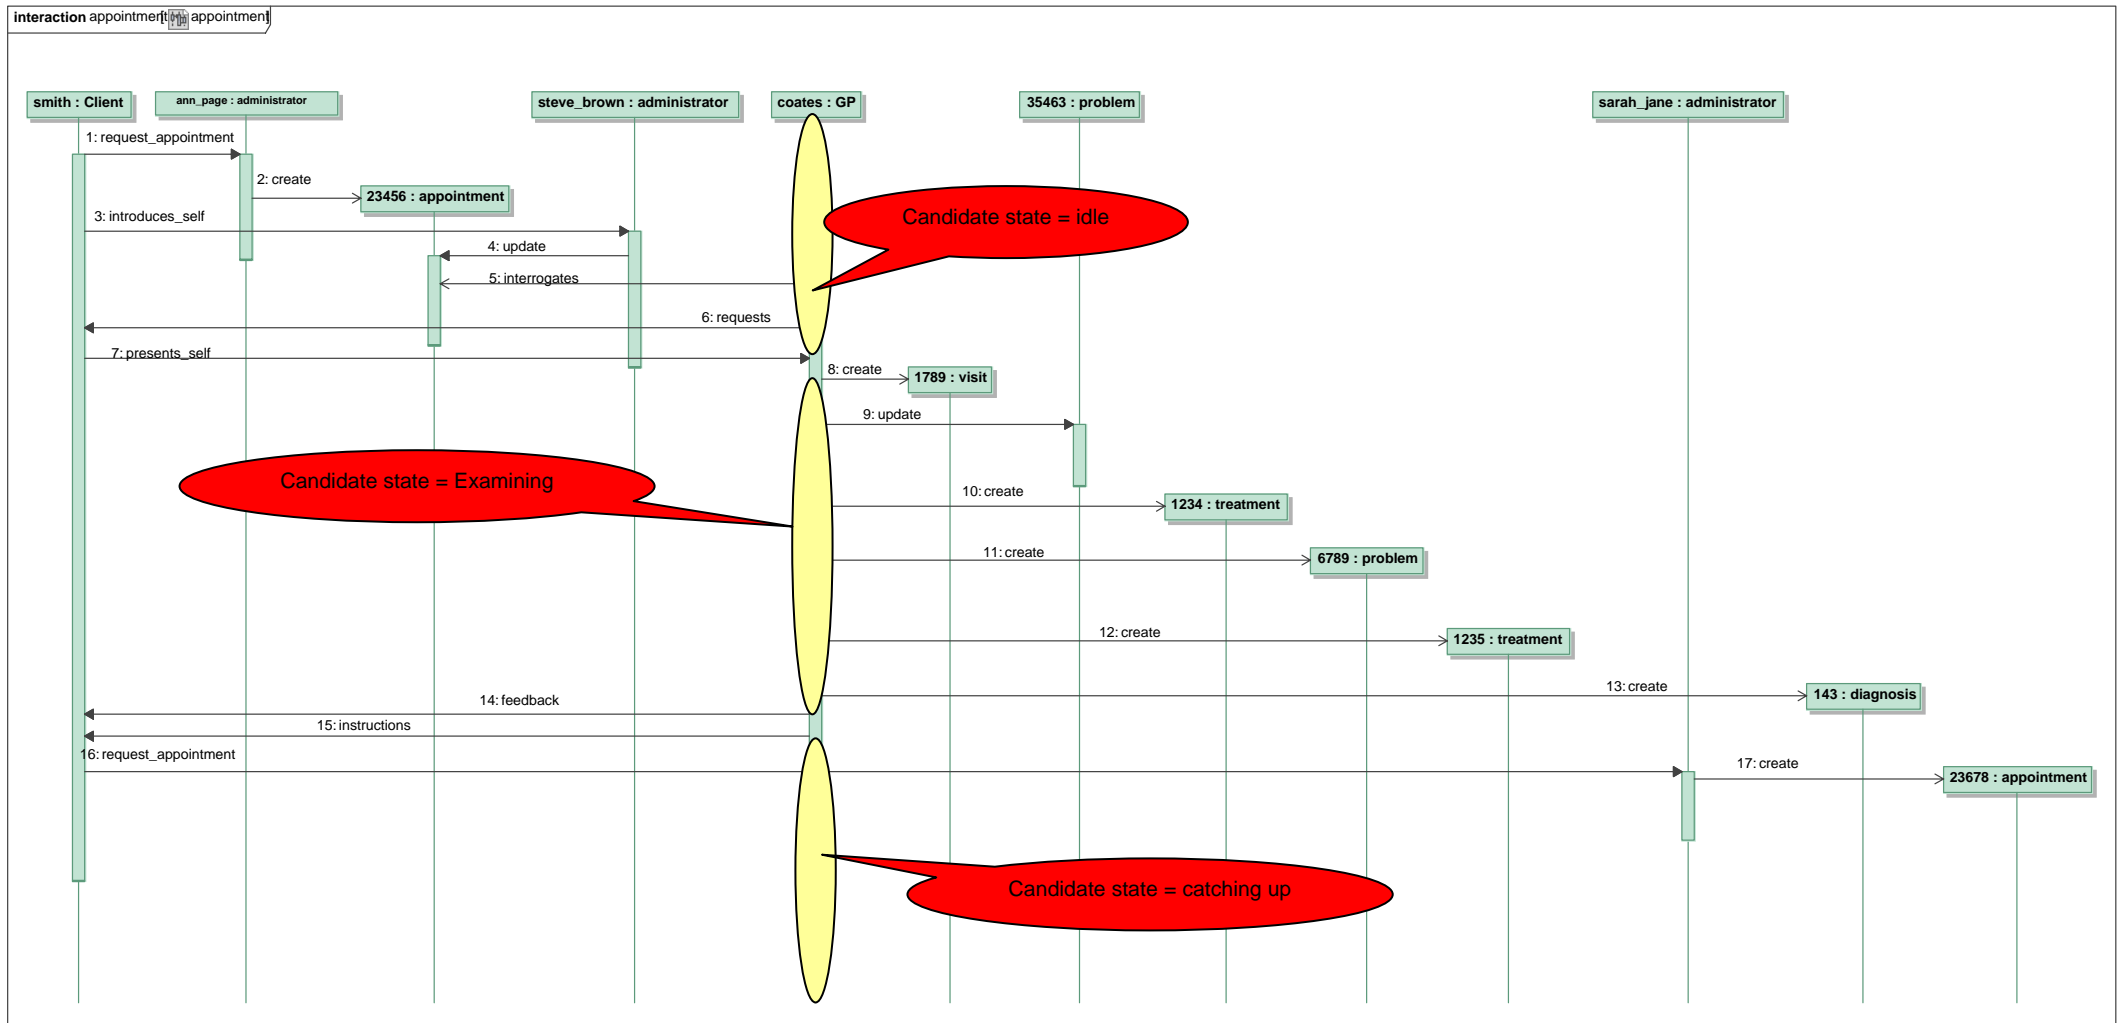 interaction appointment[ appointment]
smith : Client
ann_page : administrator
steve_brown : administrator
coates : GP
35463 : problem
sarah_jane : administrator
1: request_appointment
2: create
23456 : appointment
3: introduces_self
Candidate state = idle
4: update
5: interrogates
6: requests
7: presents_self
8: create
1789 : visit
9: update
Candidate state = Examining
10: create
1234 : treatment
11: create
6789 : problem
12: create
1235 : treatment
13: create
143 : diagnosis
14: feedback
15: instructions
16: request_appointment
17: create
23678 : appointment
Candidate state = catching up